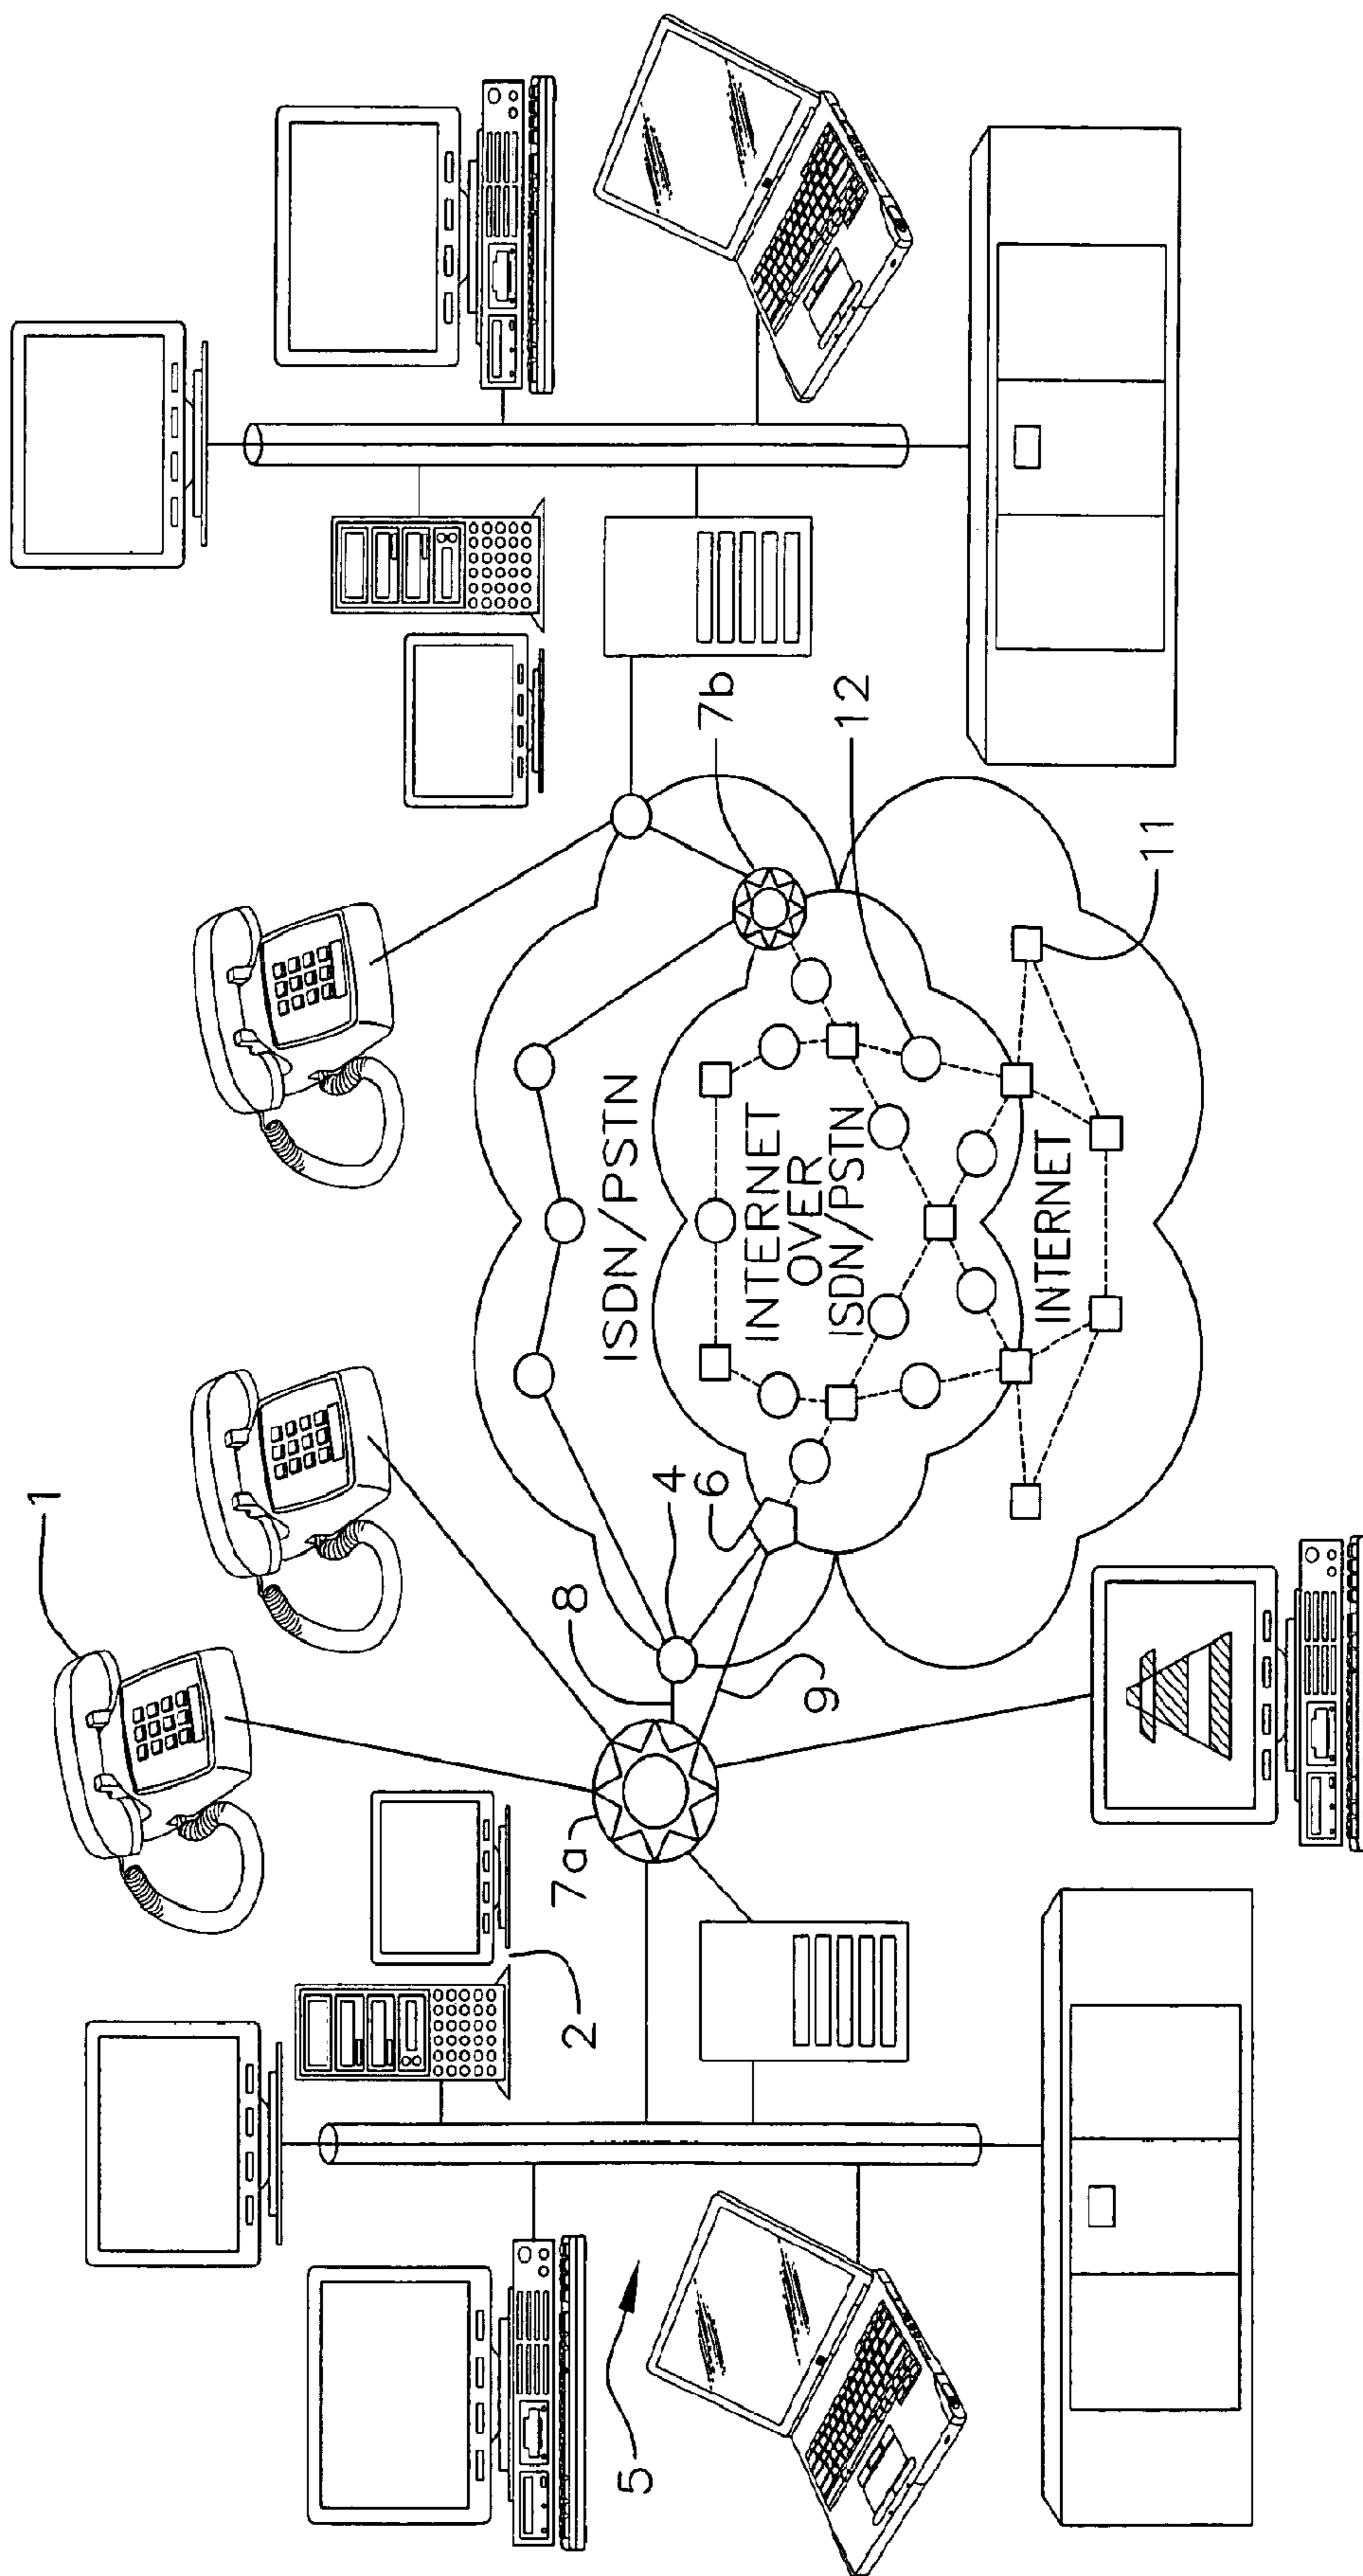 1
2
7a
8
5
ISDN/PSTN
4
6
7b
INTERNET
OVER
ISDN/PSTN
9
12
INTERNET
11